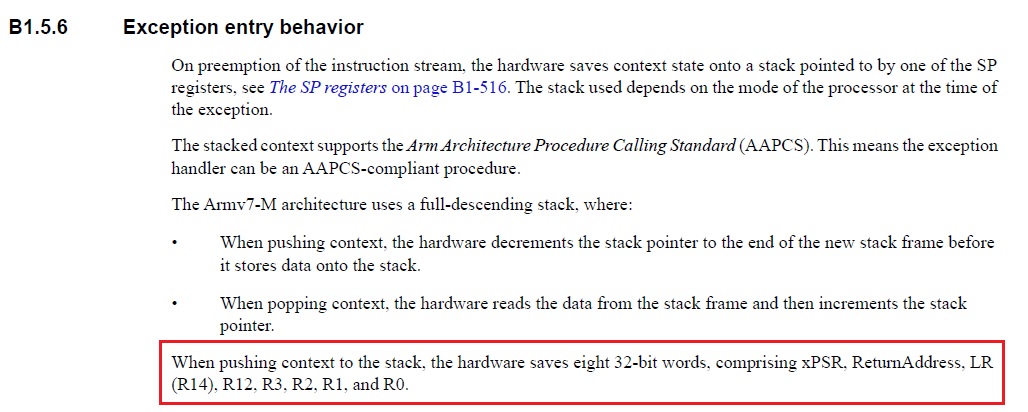 B1.5.6 Exception entry behavior
On preemption of the instruction stream, the hardware saves context state onto a stack pointed to by one of the SP
registers, see The SP registers on page B1-516. The stack used depends on the mode of the processor at the time of
the exception.
The stacked context supports the Arm Architecture Procedure Calling Standard (AAPCS). This means the exception
handler can be an AAPCS-compliant procedure.
The Armv7-M architecture uses a full-descending stack, where:
• When pushing context, the hardware decrements the stack pointer to the end of the new stack frame before
it stores data onto the stack.
• When popping context, the hardware reads the data from the stack frame and then increments the stack
pointer.
When pushing context to the stack, the hardware saves eight 32-bit words, comprising xPSR, ReturnAddress, LR
(R14), R12, R3, R2, R1, and R0.